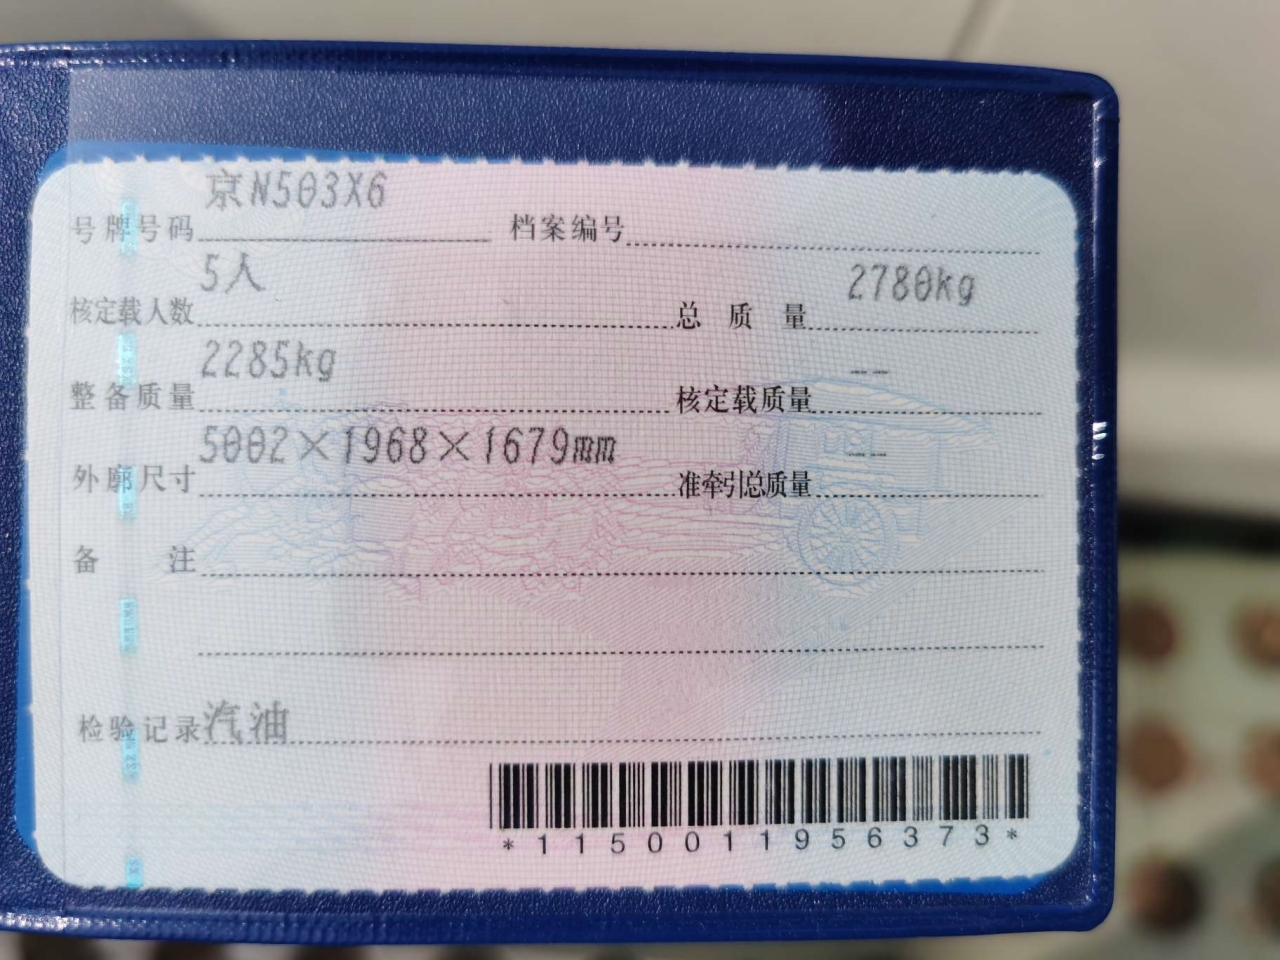 号牌号码 京N503X6 档案编号
核定载人数 5人 总质量 2780kg
整备质量 2285kg 核定载质量 --
外廓尺寸 5002×1968×1679mm 准牵引总质量 --
备注
检验记录 汽油
*1150011956373*